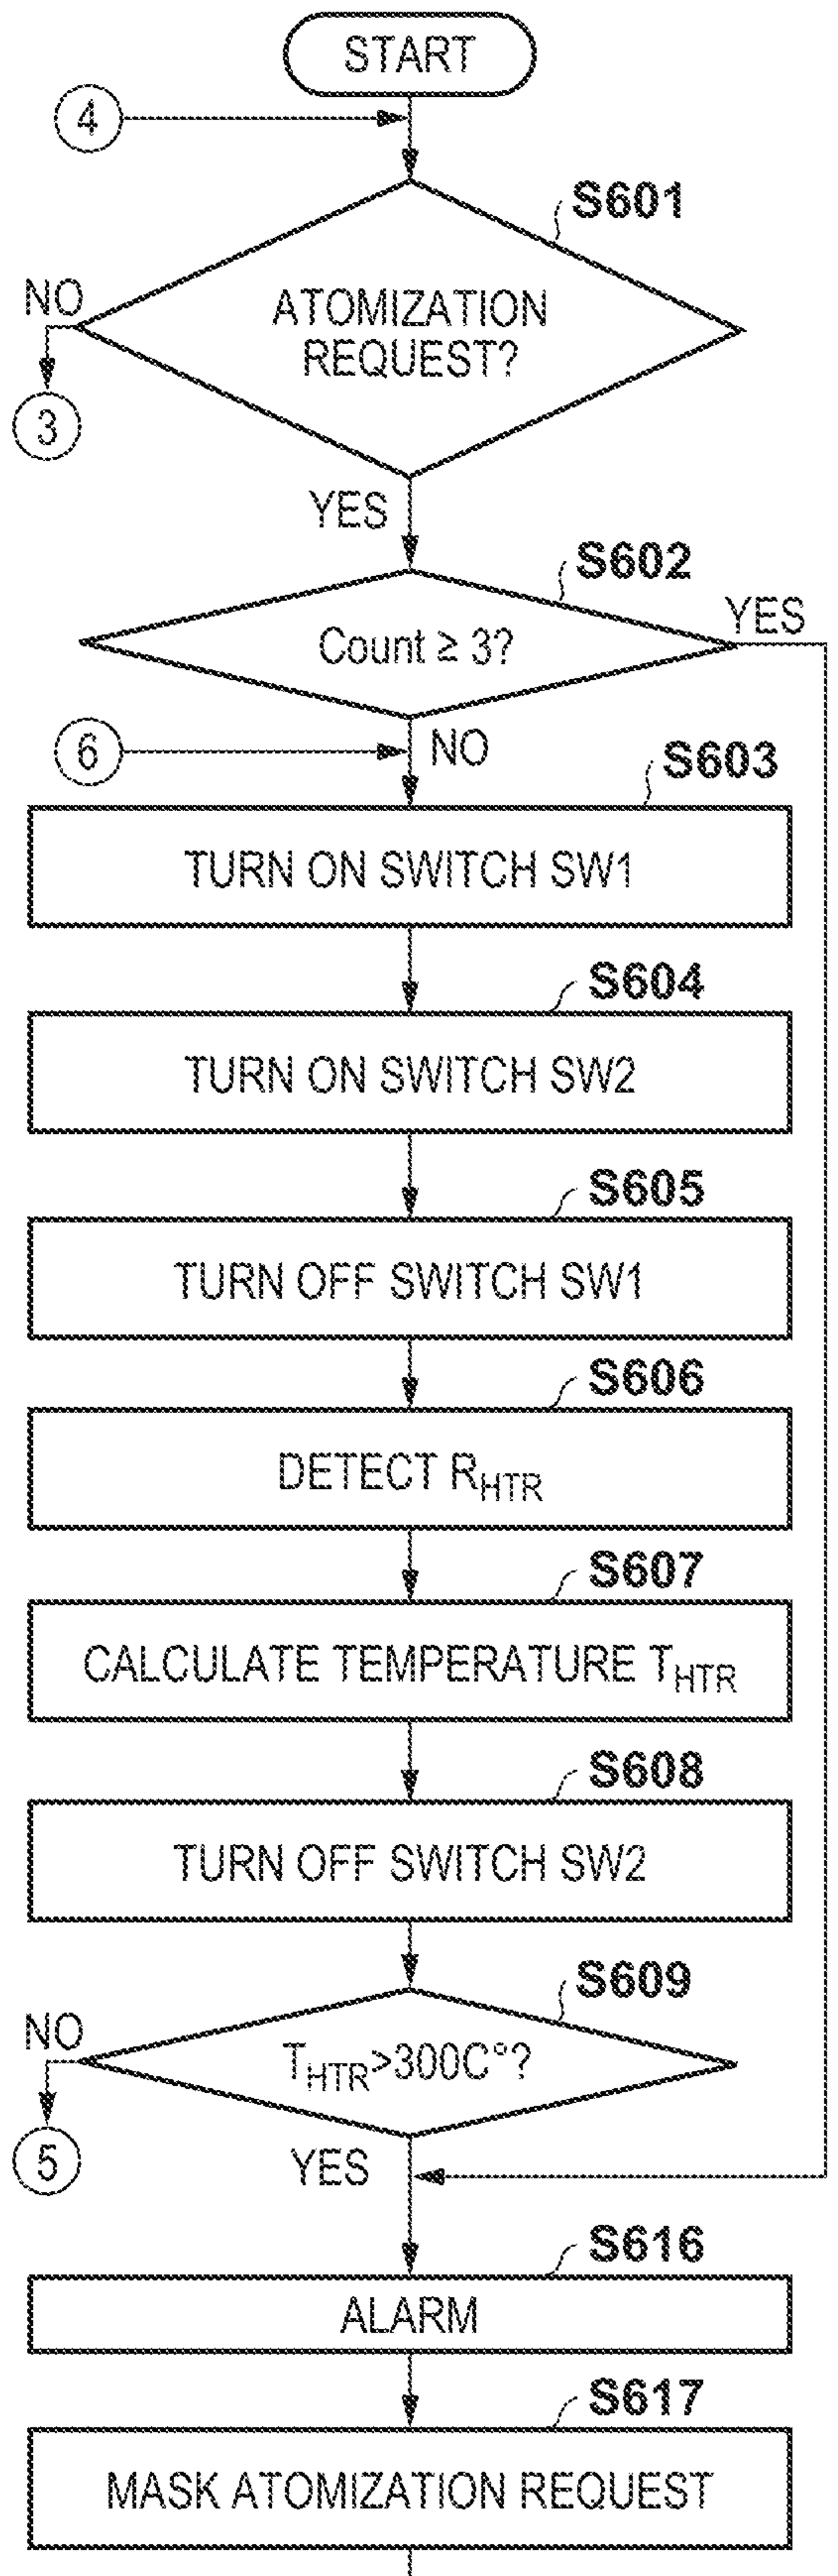 START
4
S601
NO
ATOMIZATION
REQUEST?
3
YES
S602
YES
Count ≥ 3?
6
NO
S603
TURN ON SWITCH SW1
S604
TURN ON SWITCH SW2
S605
TURN OFF SWITCH SW1
S606
DETECT RHTR
S607
CALCULATE TEMPERATURE THTR
S608
TURN OFF SWITCH SW2
S609
NO
THTR>300C°?
5
YES
S616
ALARM
S617
MASK ATOMIZATION REQUEST